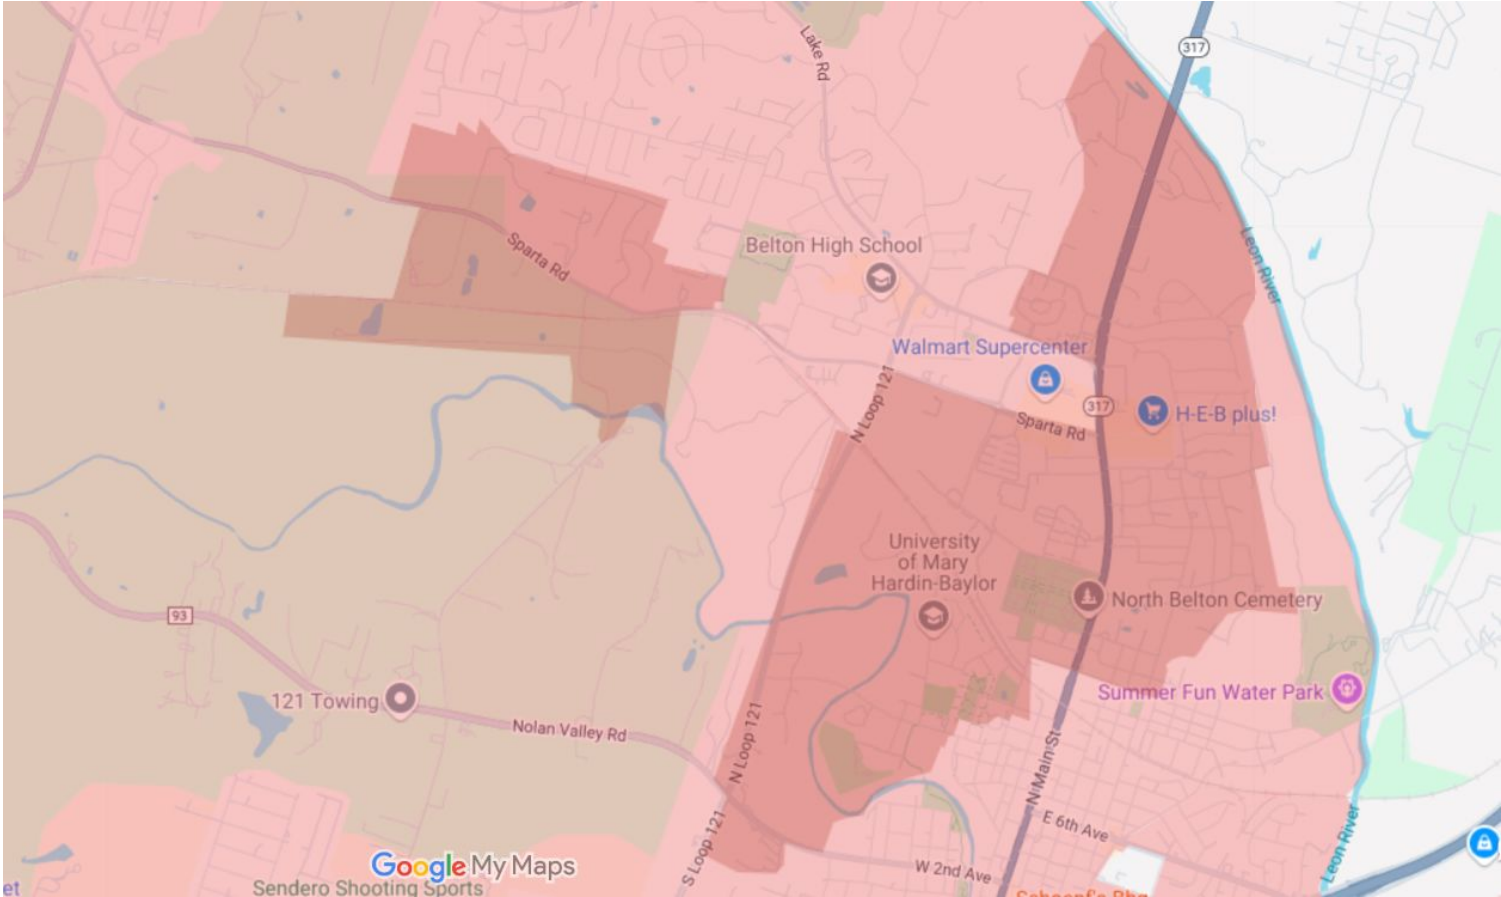 Lake Rd
317
Belton High School
Sparta Rd
Leon River
Walmart Supercenter
N Loop 121
317
H-E-B plus!
Sparta Rd
University
of Mary
Hardin-Baylor
North Belton Cemetery
93
121 Towing
Summer Fun Water Park
Nolan Valley Rd
N Loop 121
N Main St
E 6th Ave
S Loop 121
Leon River
Google My Maps
W 2nd Ave
et
Sendero Shooting Sports